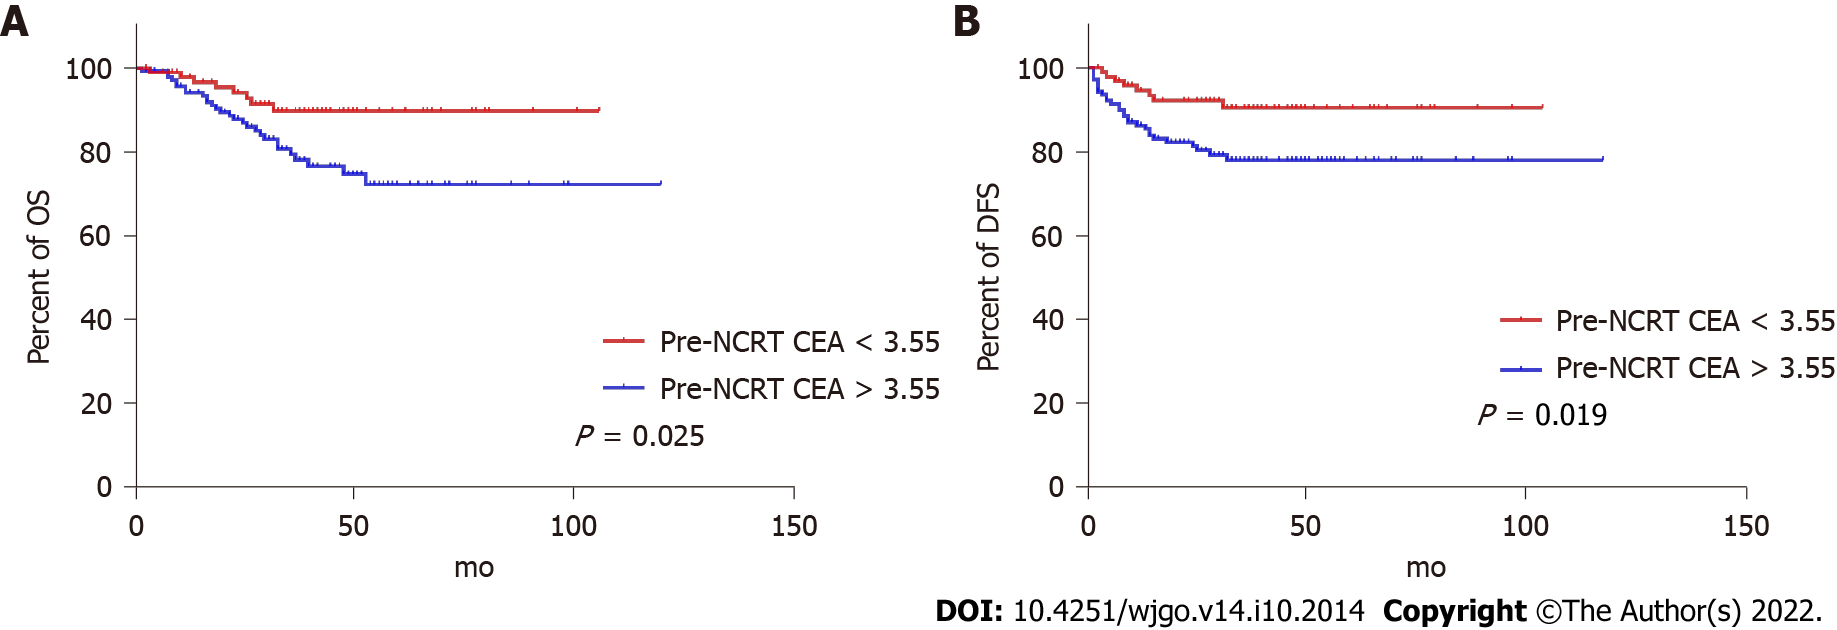 A
100
80
60
40
20
0
Percent of OS
0 50 100 150
mo
Pre-NCRT CEA < 3.55
Pre-NCRT CEA > 3.55
P = 0.025
B
100
80
60
40
20
0
Percent of DFS
0 50 100 150
mo
Pre-NCRT CEA < 3.55
Pre-NCRT CEA > 3.55
P = 0.019
DOI: 10.4251/wjgo.v14.i10.2014 Copyright ©The Author(s) 2022.